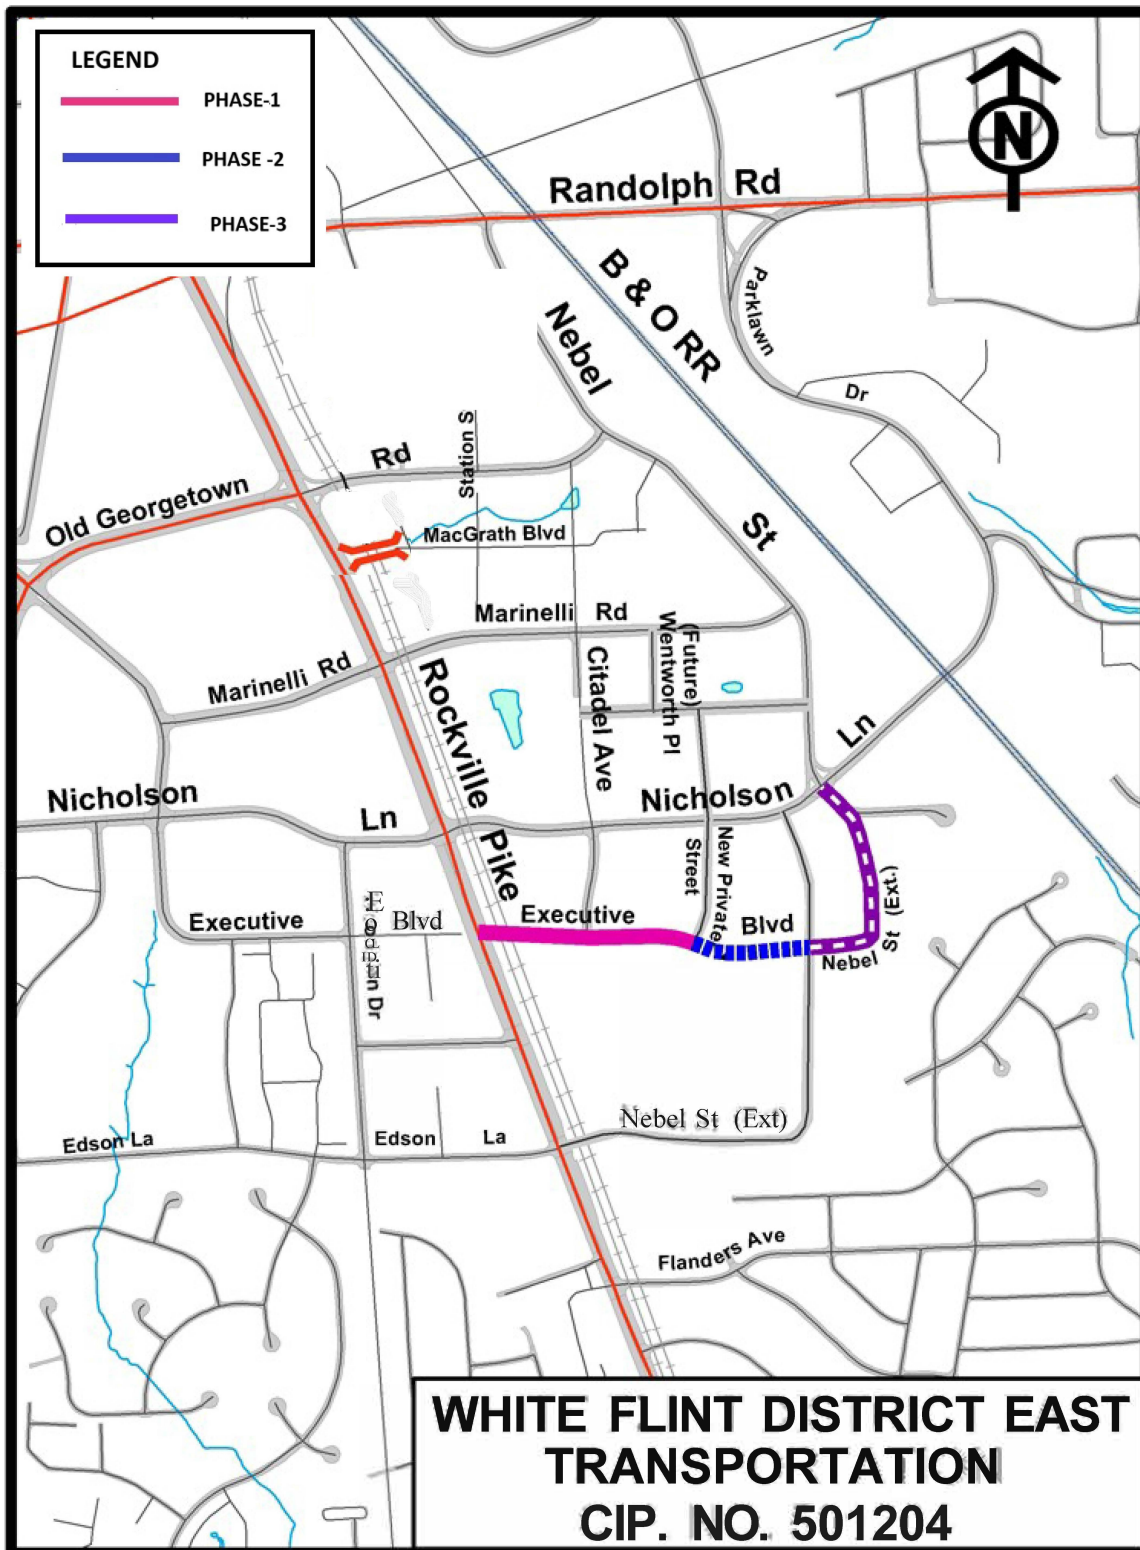 LEGEND
PHASE-1
PHASE -2
PHASE-3
N
Randolph Rd
B & O RR
Parklawn
Dr
Nebel
St
Station S
Rd
Old Georgetown
MacGrath Blvd
Marinelli Rd
Marinelli Rd
(Future)
Wentworth Pl
Citadel Ave
Rockville
Pike
Ln
Nicholson
Nicholson
Ln
New Private
Street
Executive
Blvd
Executive
Blvd
St (Ext.)
Nebel
Dr
Nebel St (Ext)
Edson La
Edson La
Flanders Ave
WHITE FLINT DISTRICT EAST
TRANSPORTATION
CIP. NO. 501204